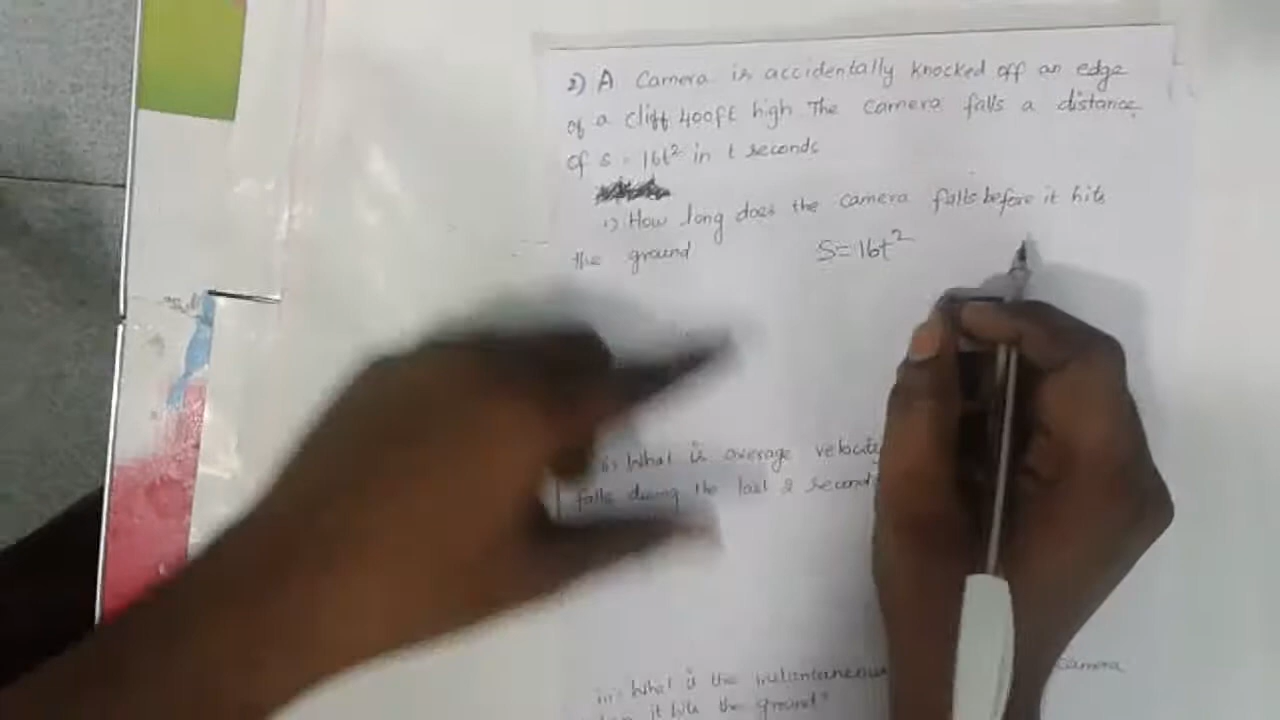 2) A Camera is accidentally knocked off an edge
of a cliff 400ft high The camera falls a distance
of s = 16t² in t seconds
i) How long does the camera falls before it hits
the ground S=16t²
ii) What is average velocity
falls during the last 2 second
iii) What is the instantaneous Camera
it hits the ground?